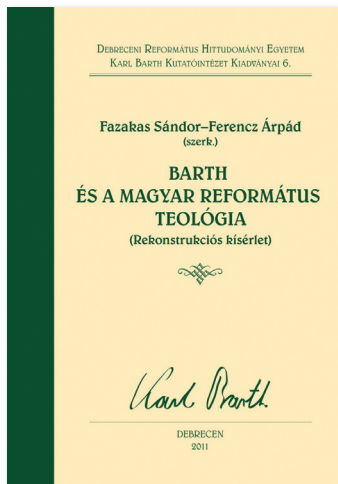 DEBRECENI REFORMÁTUS HITTUDOMÁNYI EGYETEM
KARL BARTH KUTATÓINTÉZET KIADVÁNYAI 6.
Fazakas Sándor–Ferencz Árpád
(szerk.)
BARTH
ÉS A MAGYAR REFORMÁTUS
TEOLÓGIA
(Rekonstrukciós kísérlet)
Karl Barth
DEBRECEN
2011